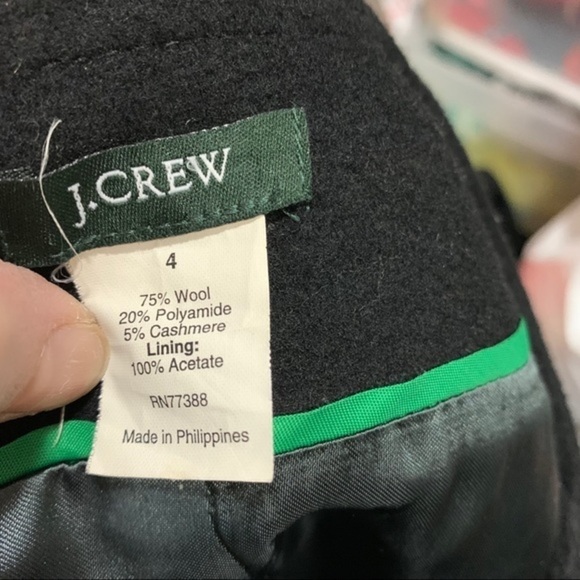 J.CREW
4
75% Wool
20% Polyamide
5% Cashmere
Lining:
100% Acetate
RN77388
Made in Philippines